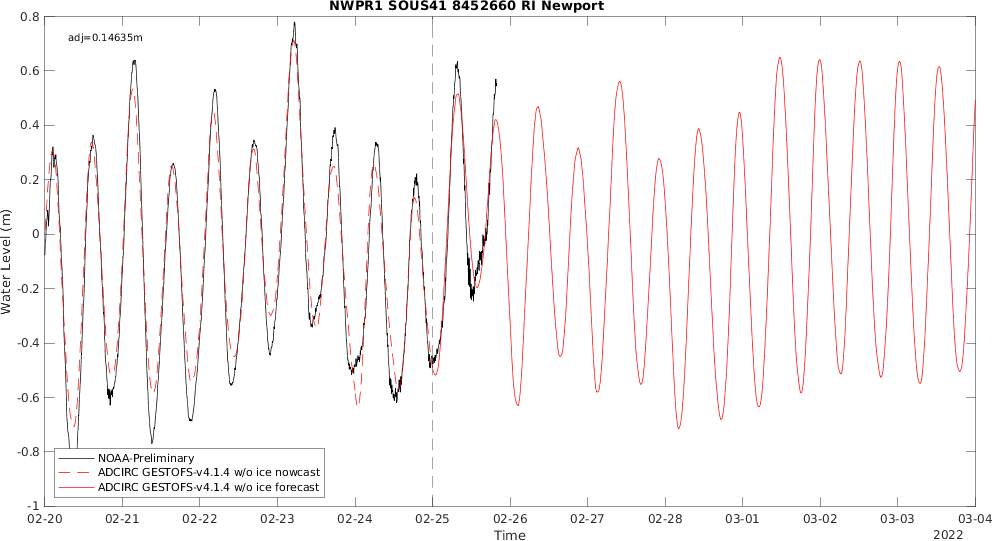 NWPR1 SOUS41 8452660 RI Newport
adj=0.14635m
Water Level (m)
0.8
0.6
0.4
0.2
0
-0.2
-0.4
-0.6
-0.8
-1
NOAA-Preliminary
ADCIRC GESTOFS-v4.1.4 w/o ice nowcast
ADCIRC GESTOFS-v4.1.4 w/o ice forecast
02-20 02-21 02-22 02-23 02-24 02-25 02-26 02-27 02-28 03-01 03-02 03-03 03-04
Time
2022